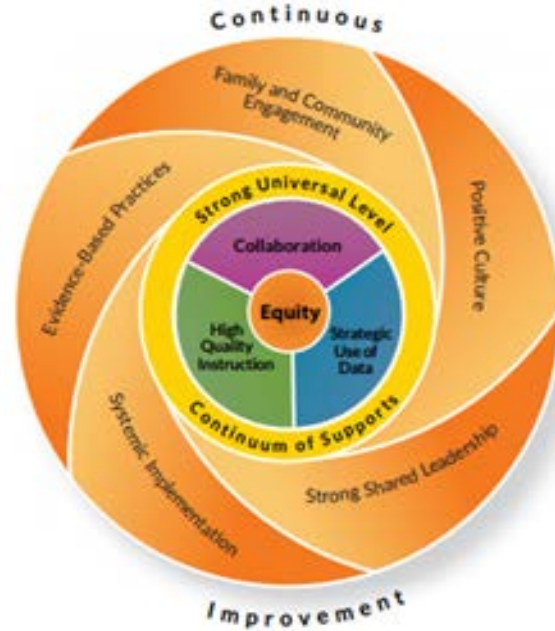 Continuous
Family and Community
Engagement
Positive Culture
Evidence-Based Practices
Strong Universal Level
Collaboration
Equity
High
Quality
Instruction
Strategic
Use of
Data
Continuum of Supports
Strong Shared Leadership
Systemic Implementation
Improvement